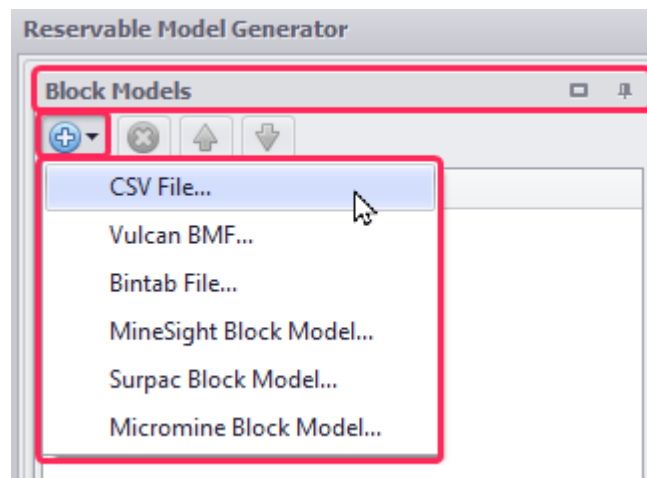 Reservable Model Generator
Block Models
CSV File...
Vulcan BMF...
Bintab File...
MineSight Block Model...
Surpac Block Model...
Micromine Block Model...